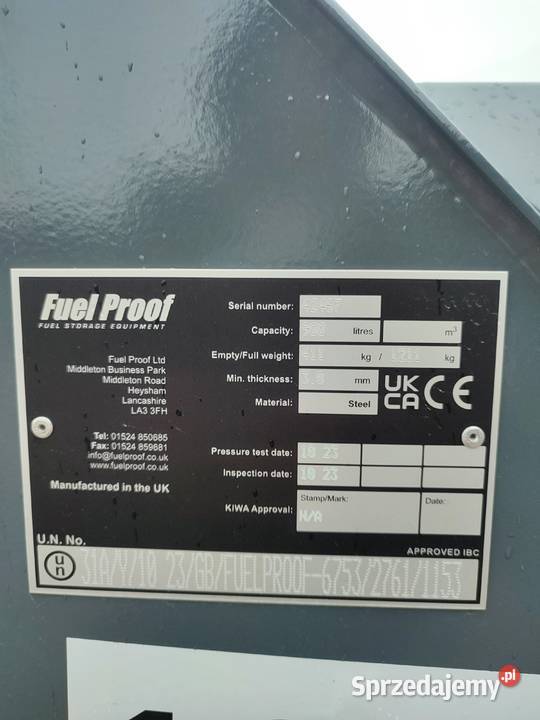 Fuel Proof
FUEL STORAGE EQUIPMENT
Fuel Proof Ltd
Middleton Business Park
Middleton Road
Heysham
Lancashire
LA3 3FH
Tel: 01524 850685
Fax: 01524 859681
info@fuelproof.co.uk
www.fuelproof.co.uk
Manufactured in the UK
Serial number:
Capacity: litres m³
Empty/Full weight: kg / kg
Min. thickness: 3.0 mm
Material: Steel
UK
CA CE
Pressure test date: 10 23
Inspection date: 10 23
KIWA Approval: Stamp/Mark: N/A Date:
U.N. No.
APPROVED IBC
un 31A/Y/10 23/GB/FUELPROOF-6753/2761/1153
Sprzedajemy.pl